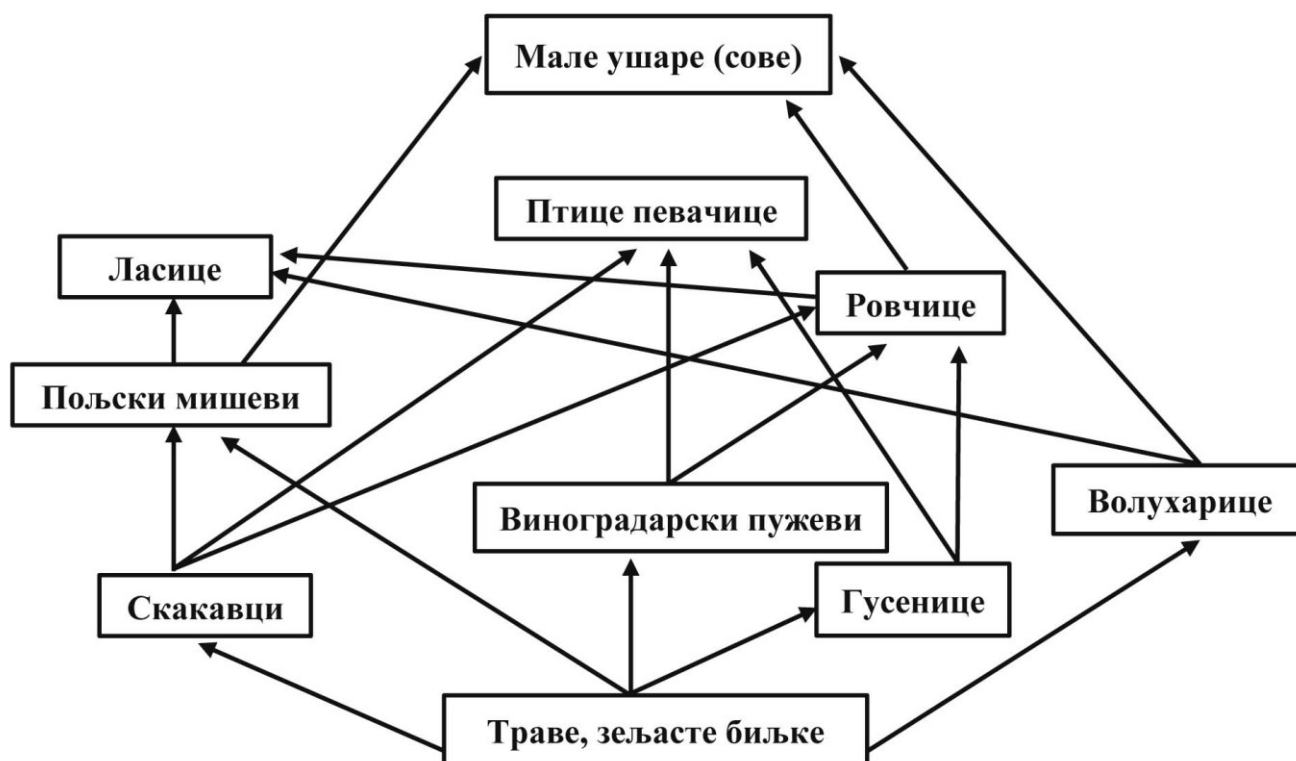 Мале ушаре (сове)
Птице певачице
Ласице
Ровчице
Пољски мишеви
Волухарице
Виноградарски пужеви
Гусенице
Скакавци
Траве, зељасте биљке